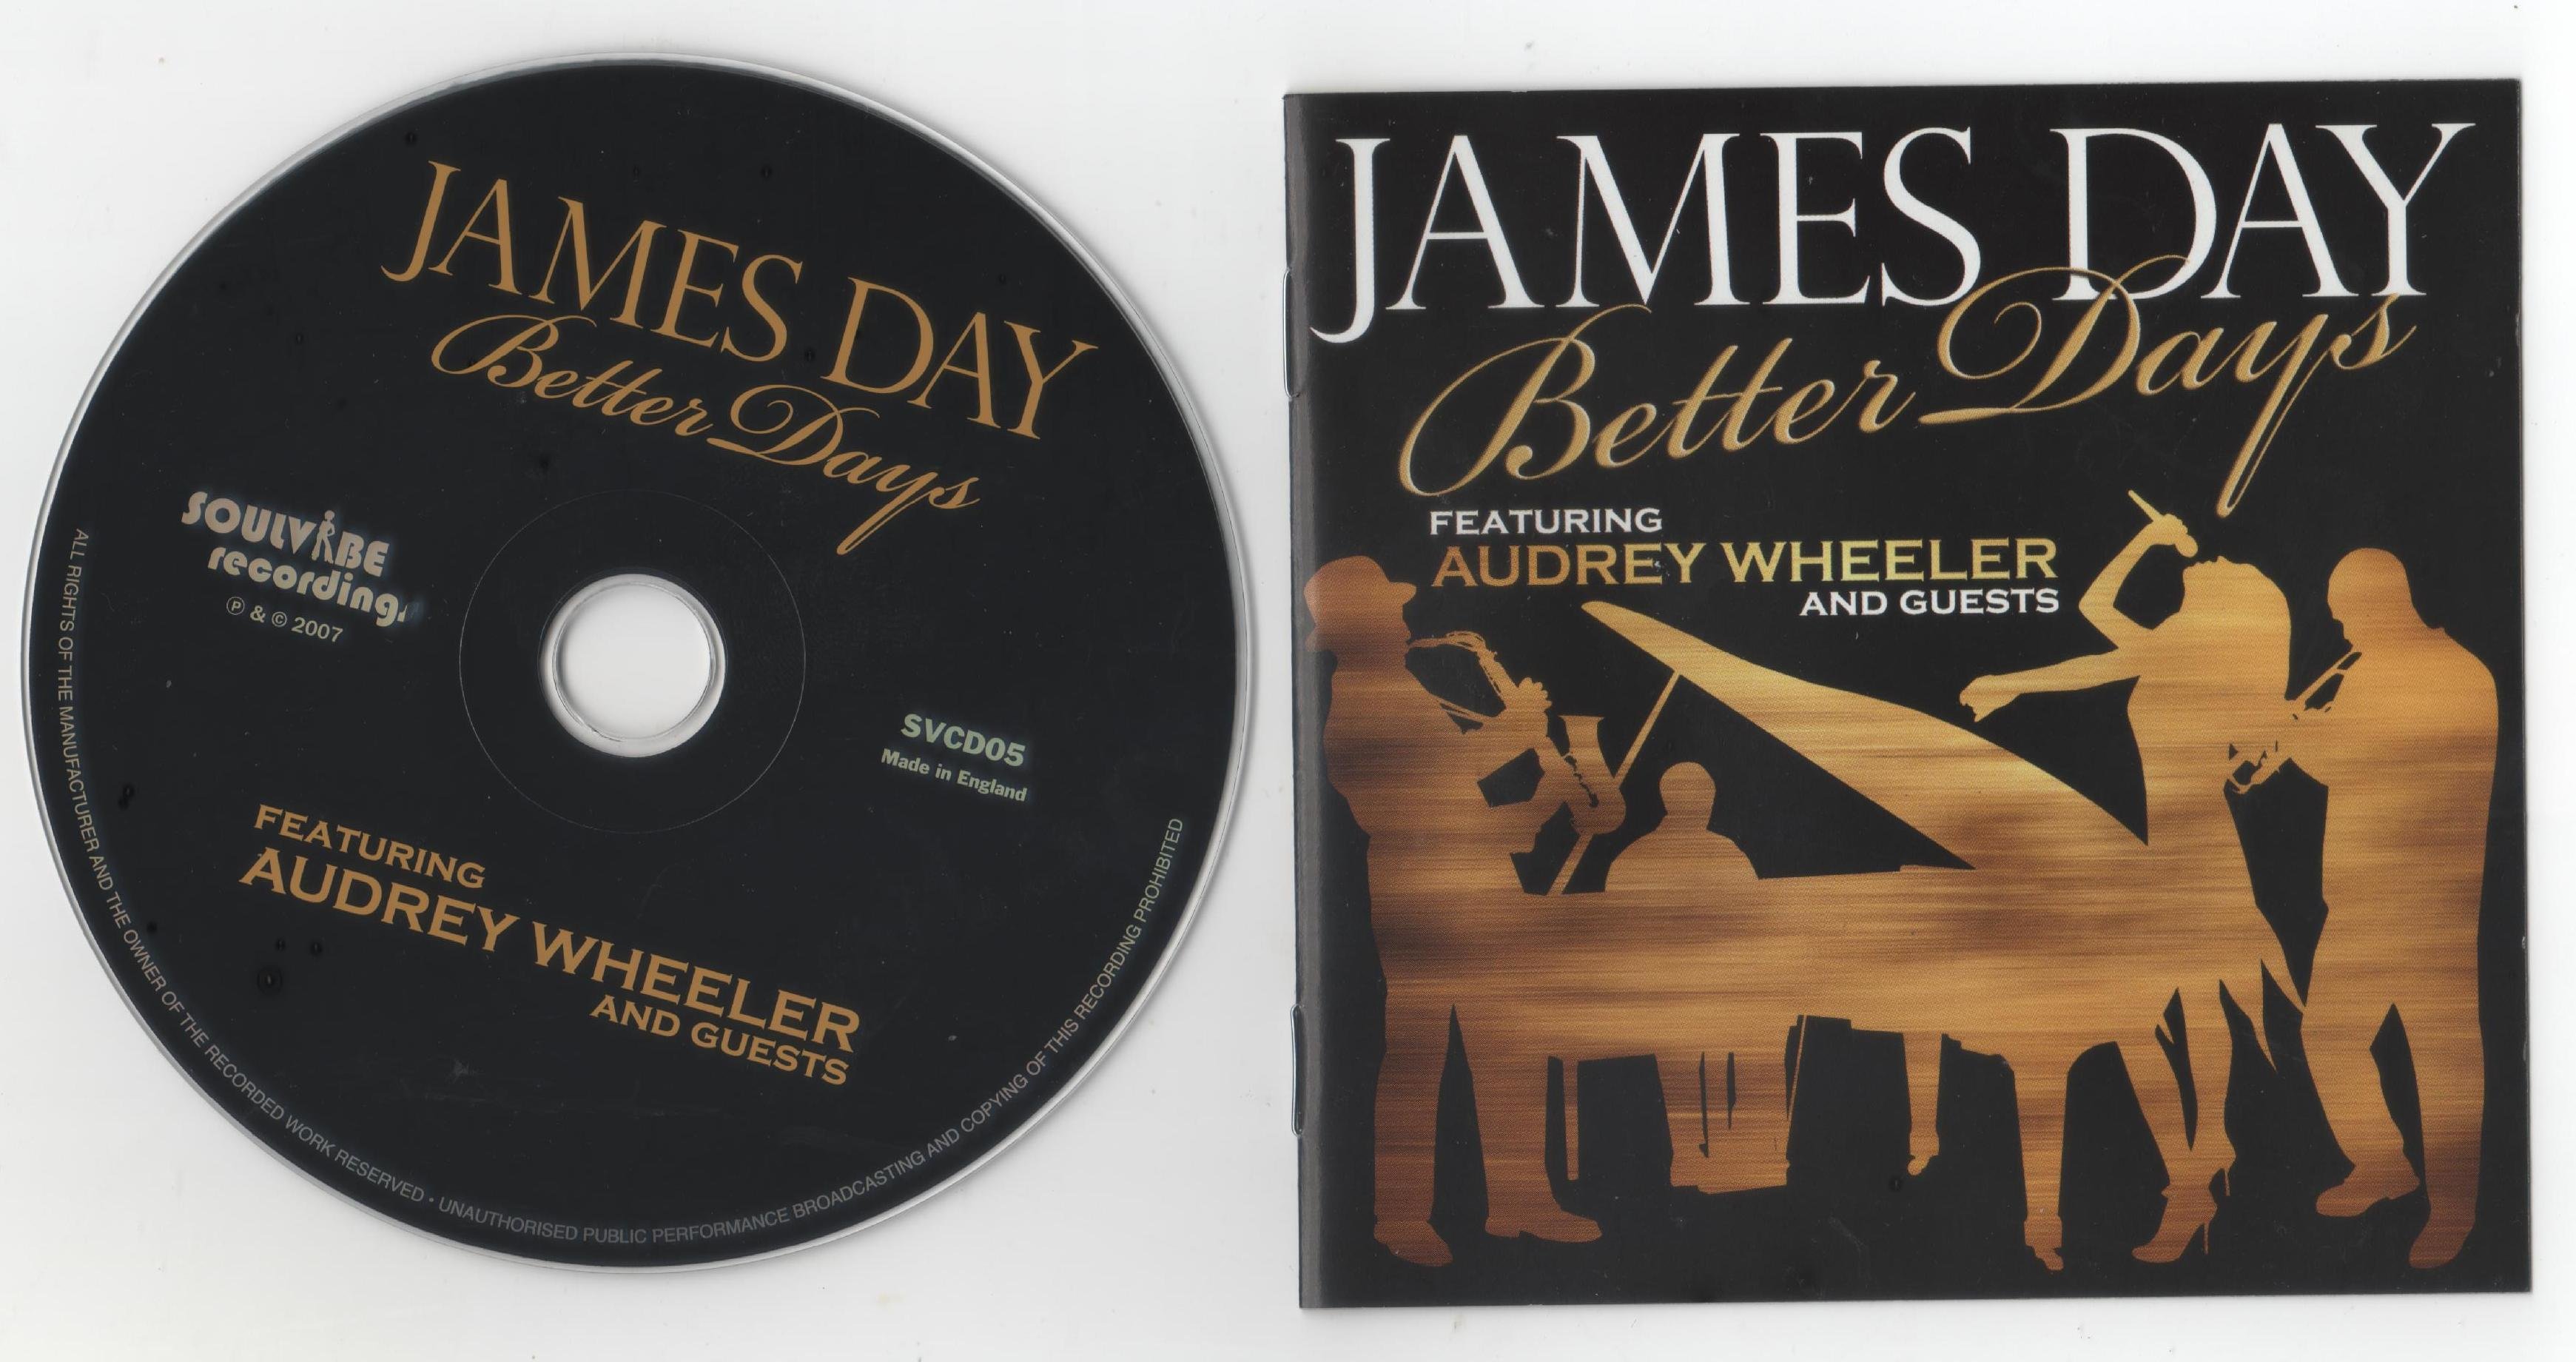 JAMES DAY
Better Days
SOULVIBE
recording.
℗ & © 2007
SVCD05
Made in England
FEATURING
AUDREY WHEELER
AND GUESTS
ALL RIGHTS OF THE MANUFACTURER AND THE OWNER OF THE RECORDED WORK RESERVED • UNAUTHORISED PUBLIC PERFORMANCE BROADCASTING AND COPYING OF THIS RECORDING PROHIBITED
JAMES DAY
Better Days
FEATURING
AUDREY WHEELER
AND GUESTS